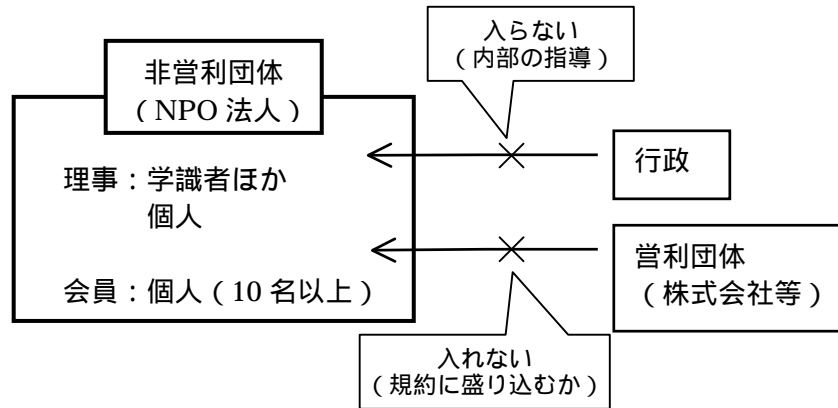 入らない
（内部の指導）
非営利団体
（NPO 法人）
行政
理事：学識者ほか
個人
営利団体
（株式会社等）
会員：個人（10 名以上）
入れない
（規約に盛り込むか）